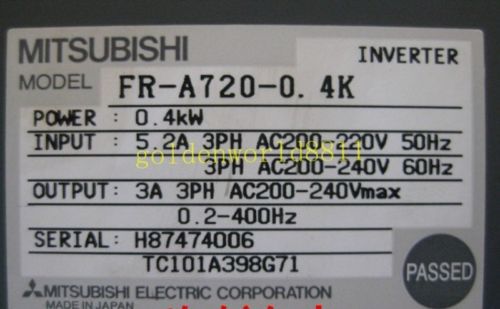 MITSUBISHI INVERTER
MODEL FR-A720-0.4K
POWER : 0.4kW
INPUT : 5.2A 3PH AC200-220V 50Hz
goldenworld8811
3PH AC200-240V 60Hz
OUTPUT: 3A 3PH AC200-240Vmax
0.2-400Hz
SERIAL: H87474006
TC101A398G71
PASSED
MITSUBISHI ELECTRIC CORPORATION
MADE IN JAPAN